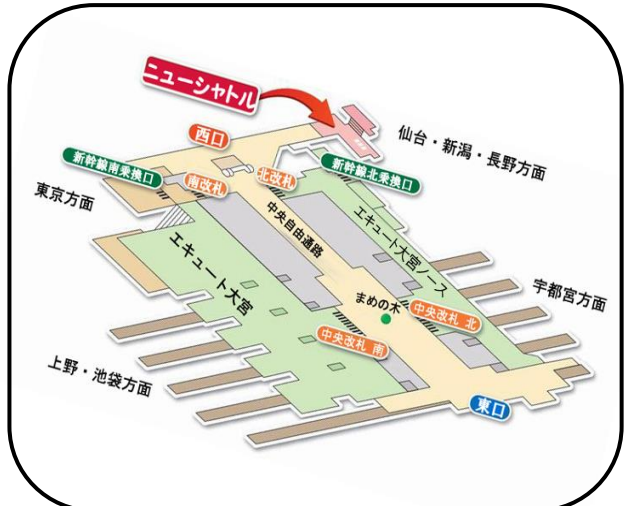 ニューシャトル
西口
仙台・新潟・長野方面
新幹線南乗換口
新幹線北乗換口
南改札
北改札
東京方面
中央自由通路
エキュート大宮ノース
エキュート大宮
まめの木
宇都宮方面
中央改札 北
中央改札 南
上野・池袋方面
東口